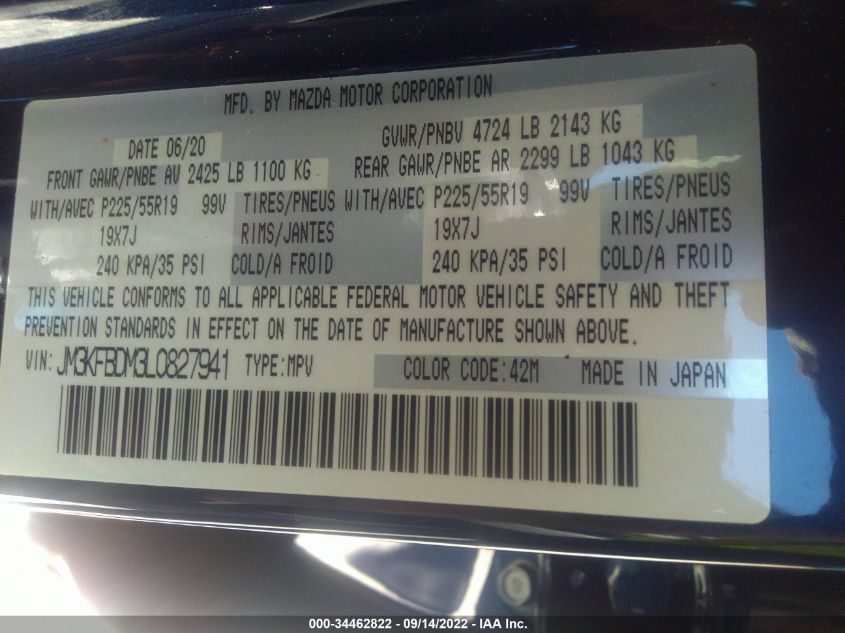 MFD. BY MAZDA MOTOR CORPORATION
DATE 06/20 GVWR/PNBV 4724 LB 2143 KG
FRONT GAWR/PNBE AV 2425 LB 1100 KG REAR GAWR/PNBE AR 2299 LB 1043 KG
WITH/AVEC P225/55R19 99V TIRES/PNEUS WITH/AVEC P225/55R19 99V TIRES/PNEUS
19X7J RIMS/JANTES 19X7J RIMS/JANTES
240 KPA/35 PSI COLD/A FROID 240 KPA/35 PSI COLD/A FROID
THIS VEHICLE CONFORMS TO ALL APPLICABLE FEDERAL MOTOR VEHICLE SAFETY AND THEFT
PREVENTION STANDARDS IN EFFECT ON THE DATE OF MANUFACTURE SHOWN ABOVE.
VIN: JM3KFBDM3L0827941 TYPE:MPV COLOR CODE:42M MADE IN JAPAN
000-34462822 - 09/14/2022 - IAA Inc.